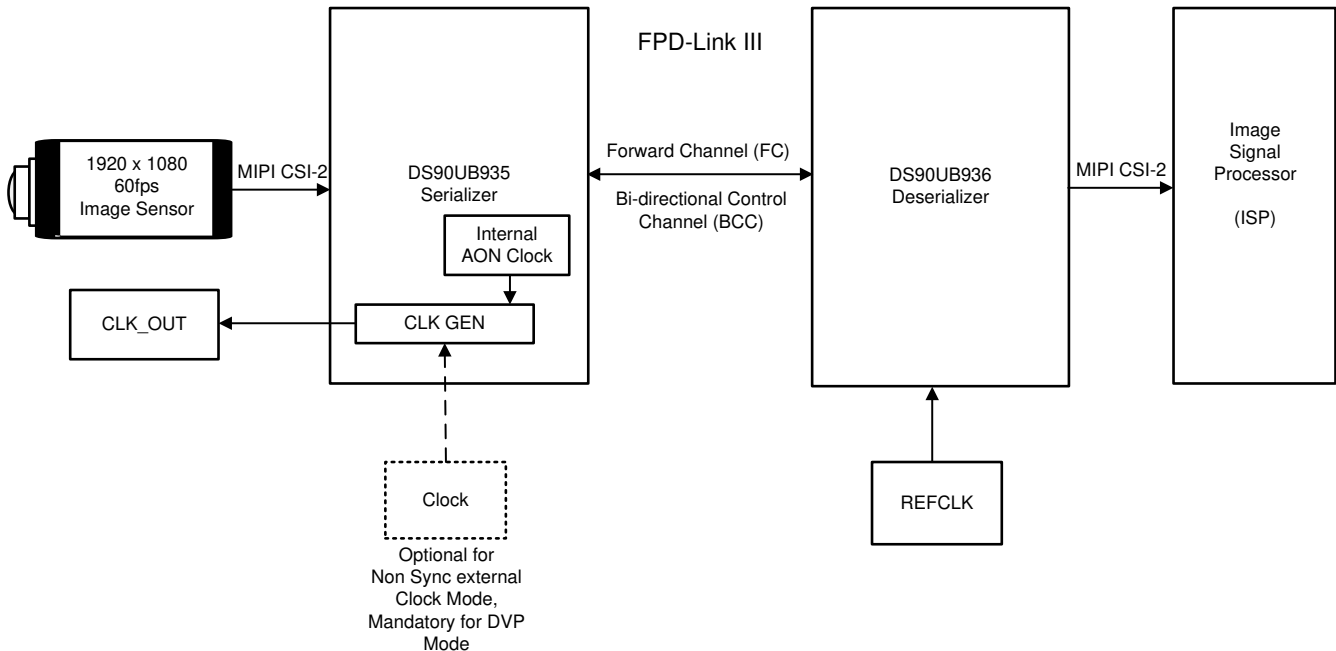 FPD-Link III
1920 x 1080
60fps
Image Sensor
MIPI CSI-2
DS90UB935
Serializer
Internal
AON Clock
CLK GEN
CLK_OUT
Clock
Optional for
Non Sync external
Clock Mode,
Mandatory for DVP
Mode
Forward Channel (FC)
Bi-directional Control
Channel (BCC)
DS90UB936
Deserializer
REFCLK
MIPI CSI-2
Image
Signal
Processor
(ISP)